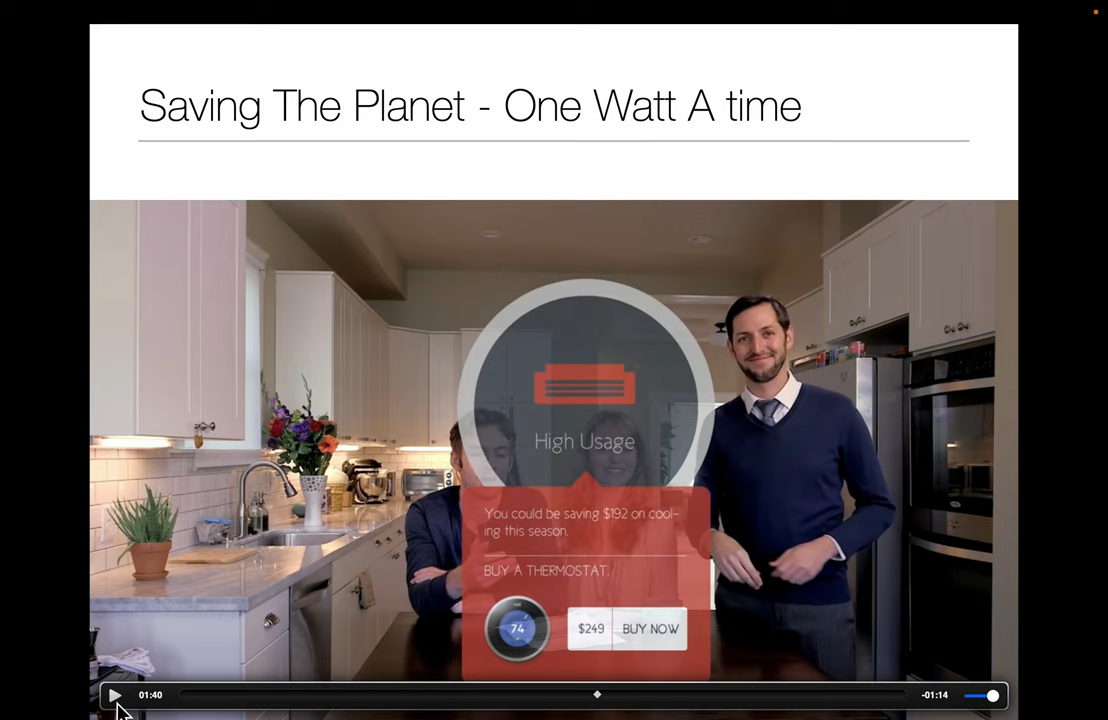 Saving The Planet - One Watt A time
High Usage
You could be saving $192 on cool-
ing this season.
BUY A THERMOSTAT.
74
$249 BUY NOW
01:40
-01:14